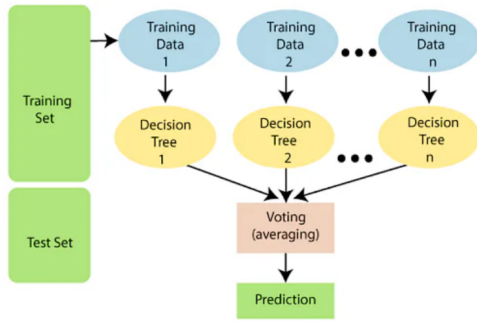 Training
Set
Training
Data
1
Training
Data
2
Training
Data
n
Decision
Tree
1
Decision
Tree
2
Decision
Tree
n
Test Set
Voting
(averaging)
Prediction